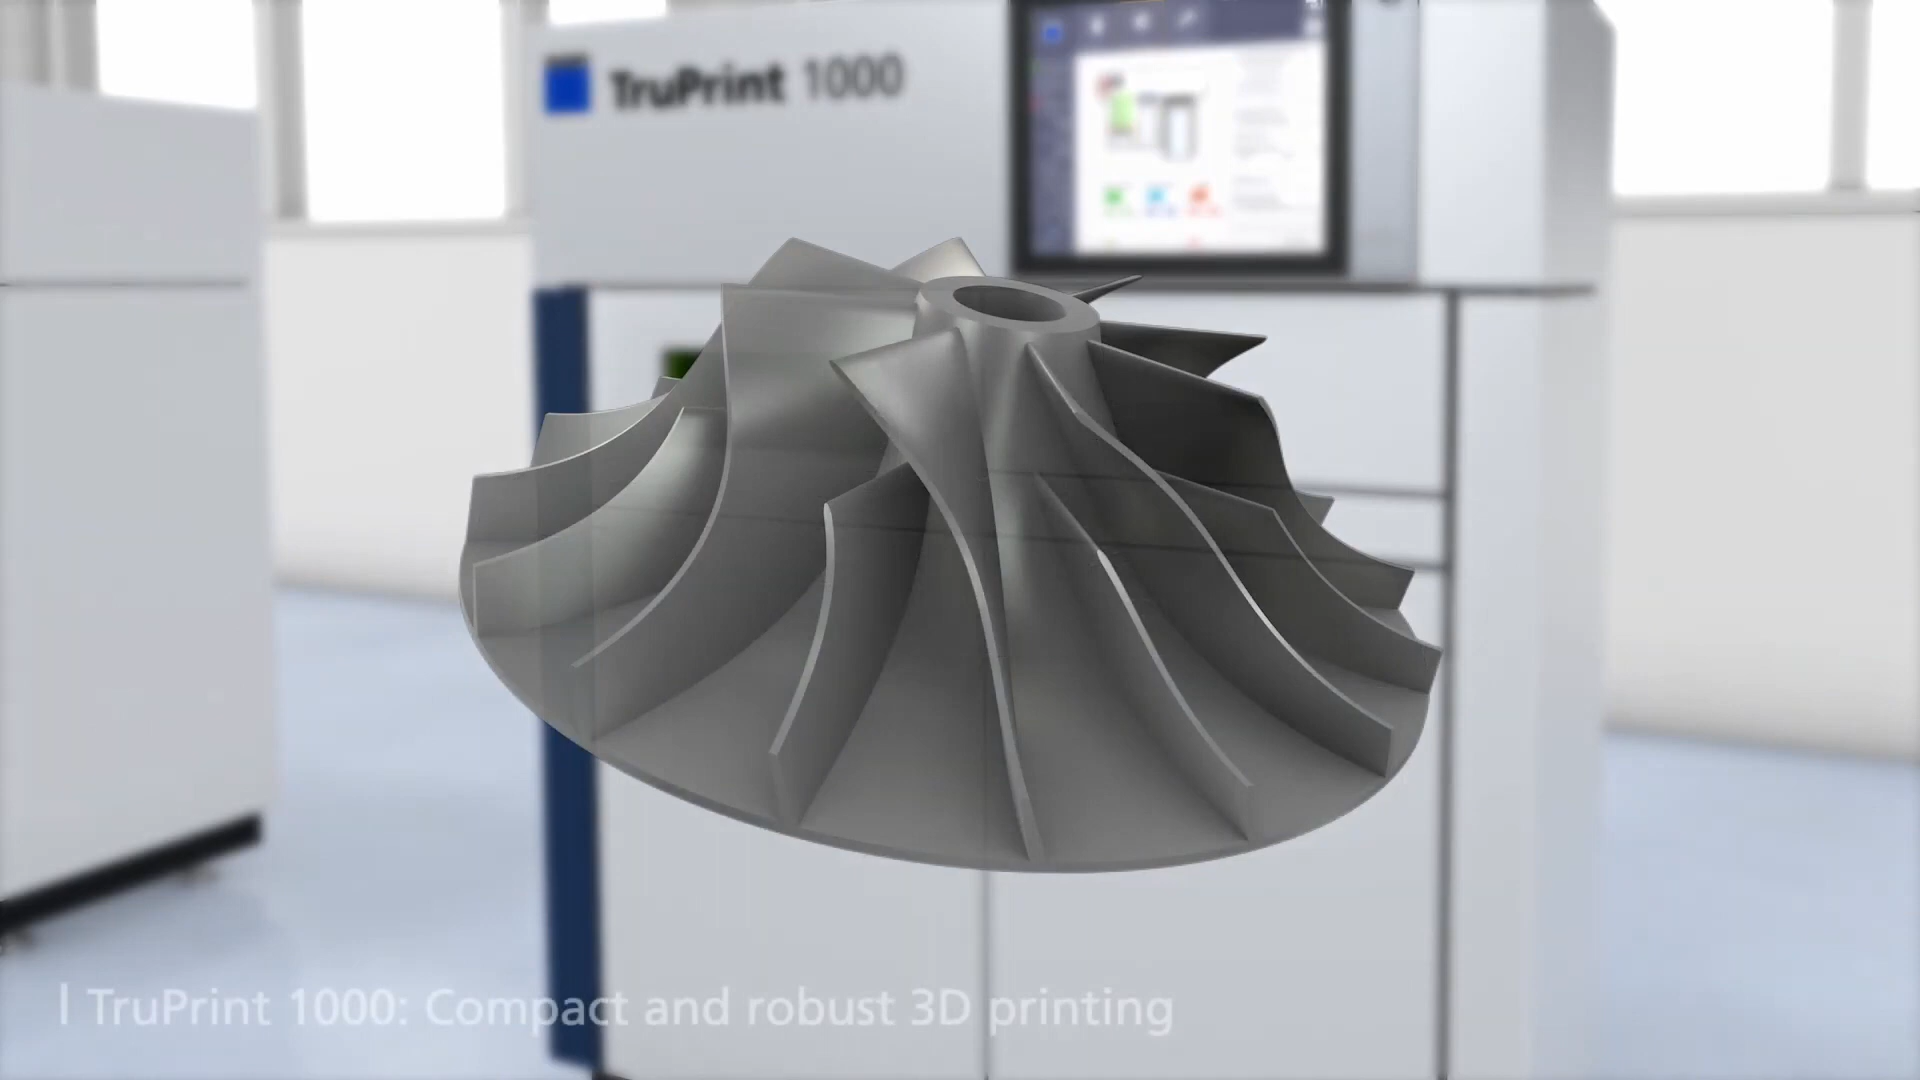 TruPrint 1000
| TruPrint 1000: Compact and robust 3D printing